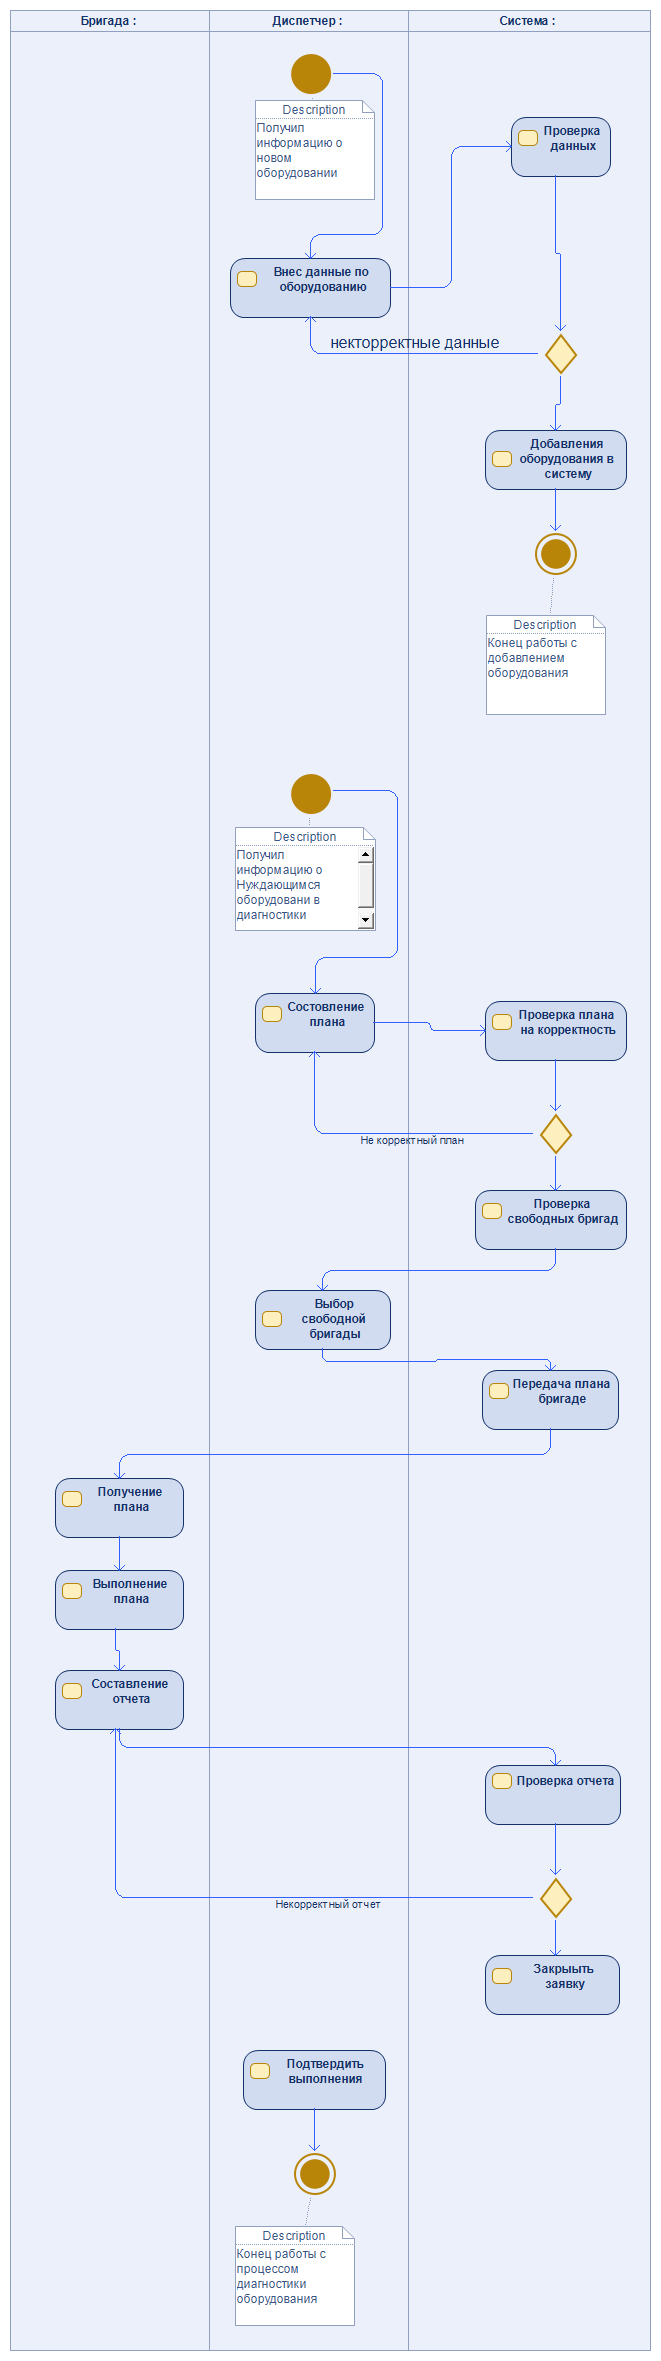 Бригада :
Диспетчер :
Система :
Description
Получил
информацию о
новом
оборудовании
Проверка
данных
Внес данные по
оборудованию
некторректные данные
Добавления
оборудования в
систему
Description
Конец работы с
добавлением
оборудования
Description
Получил
информацию о
Нуждающимся
оборудовани в
диагностики
Состовление
плана
Проверка плана
на корректность
Не корректный план
Проверка
свободных бригад
Выбор
свободной
бригады
Передача плана
бригаде
Получение
плана
Выполнение
плана
Составление
отчета
Проверка отчета
Некорректный отчет
Закрыыть
заявку
Подтвердить
выполнения
Description
Конец работы с
процессом
диагностики
оборудования